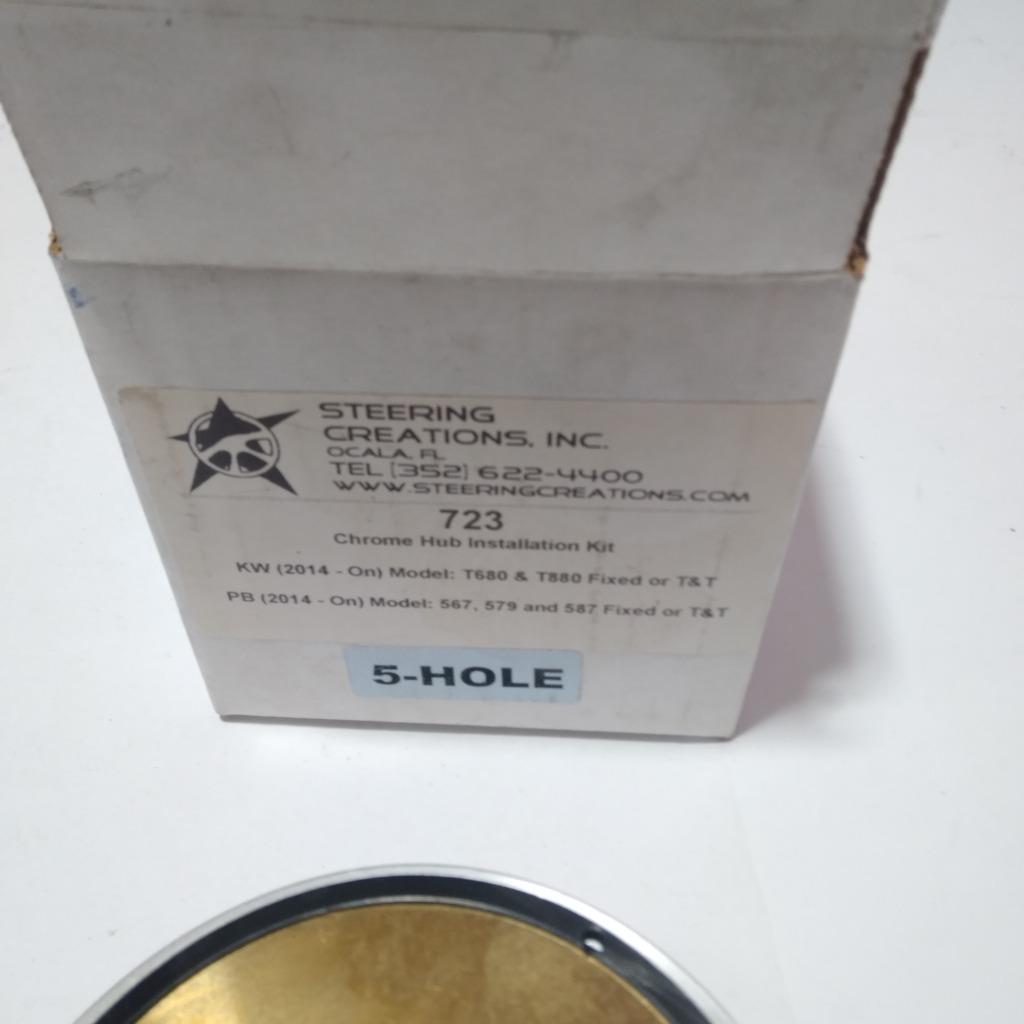 STEERING
CREATIONS, INC.
OCALA, FL
TEL (352) 622-4400
WWW.STEERINGCREATIONS.COM
723
Chrome Hub Installation Kit
KW (2014 - On) Model: T680 & T880 Fixed or T&T
PB (2014 - On) Model: 567, 579 and 587 Fixed or T&T
5-HOLE